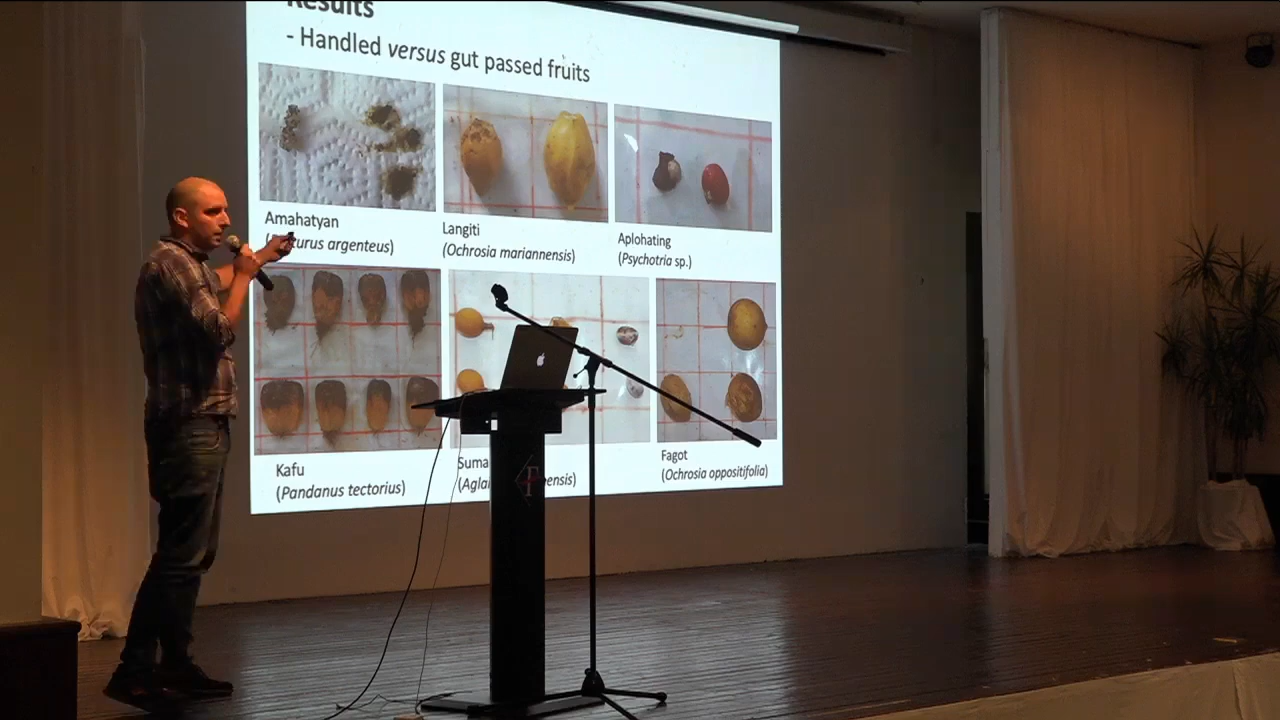 Results
- Handled versus gut passed fruits
Amahatyan
argenteus)
Langiti
(Ochrosia mariannensis)
Aplohating
(Psychotria sp.)
Kafu
(Pandanus tectorius)
Fagot
(Ochrosia oppositifolia)
F